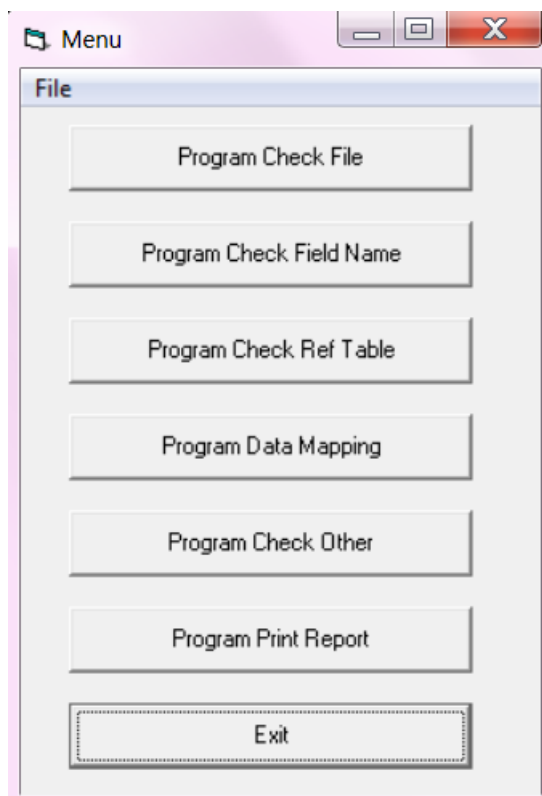 Menu
File
Program Check File
Program Check Field Name
Program Check Ref Table
Program Data Mapping
Program Check Other
Program Print Report
Exit